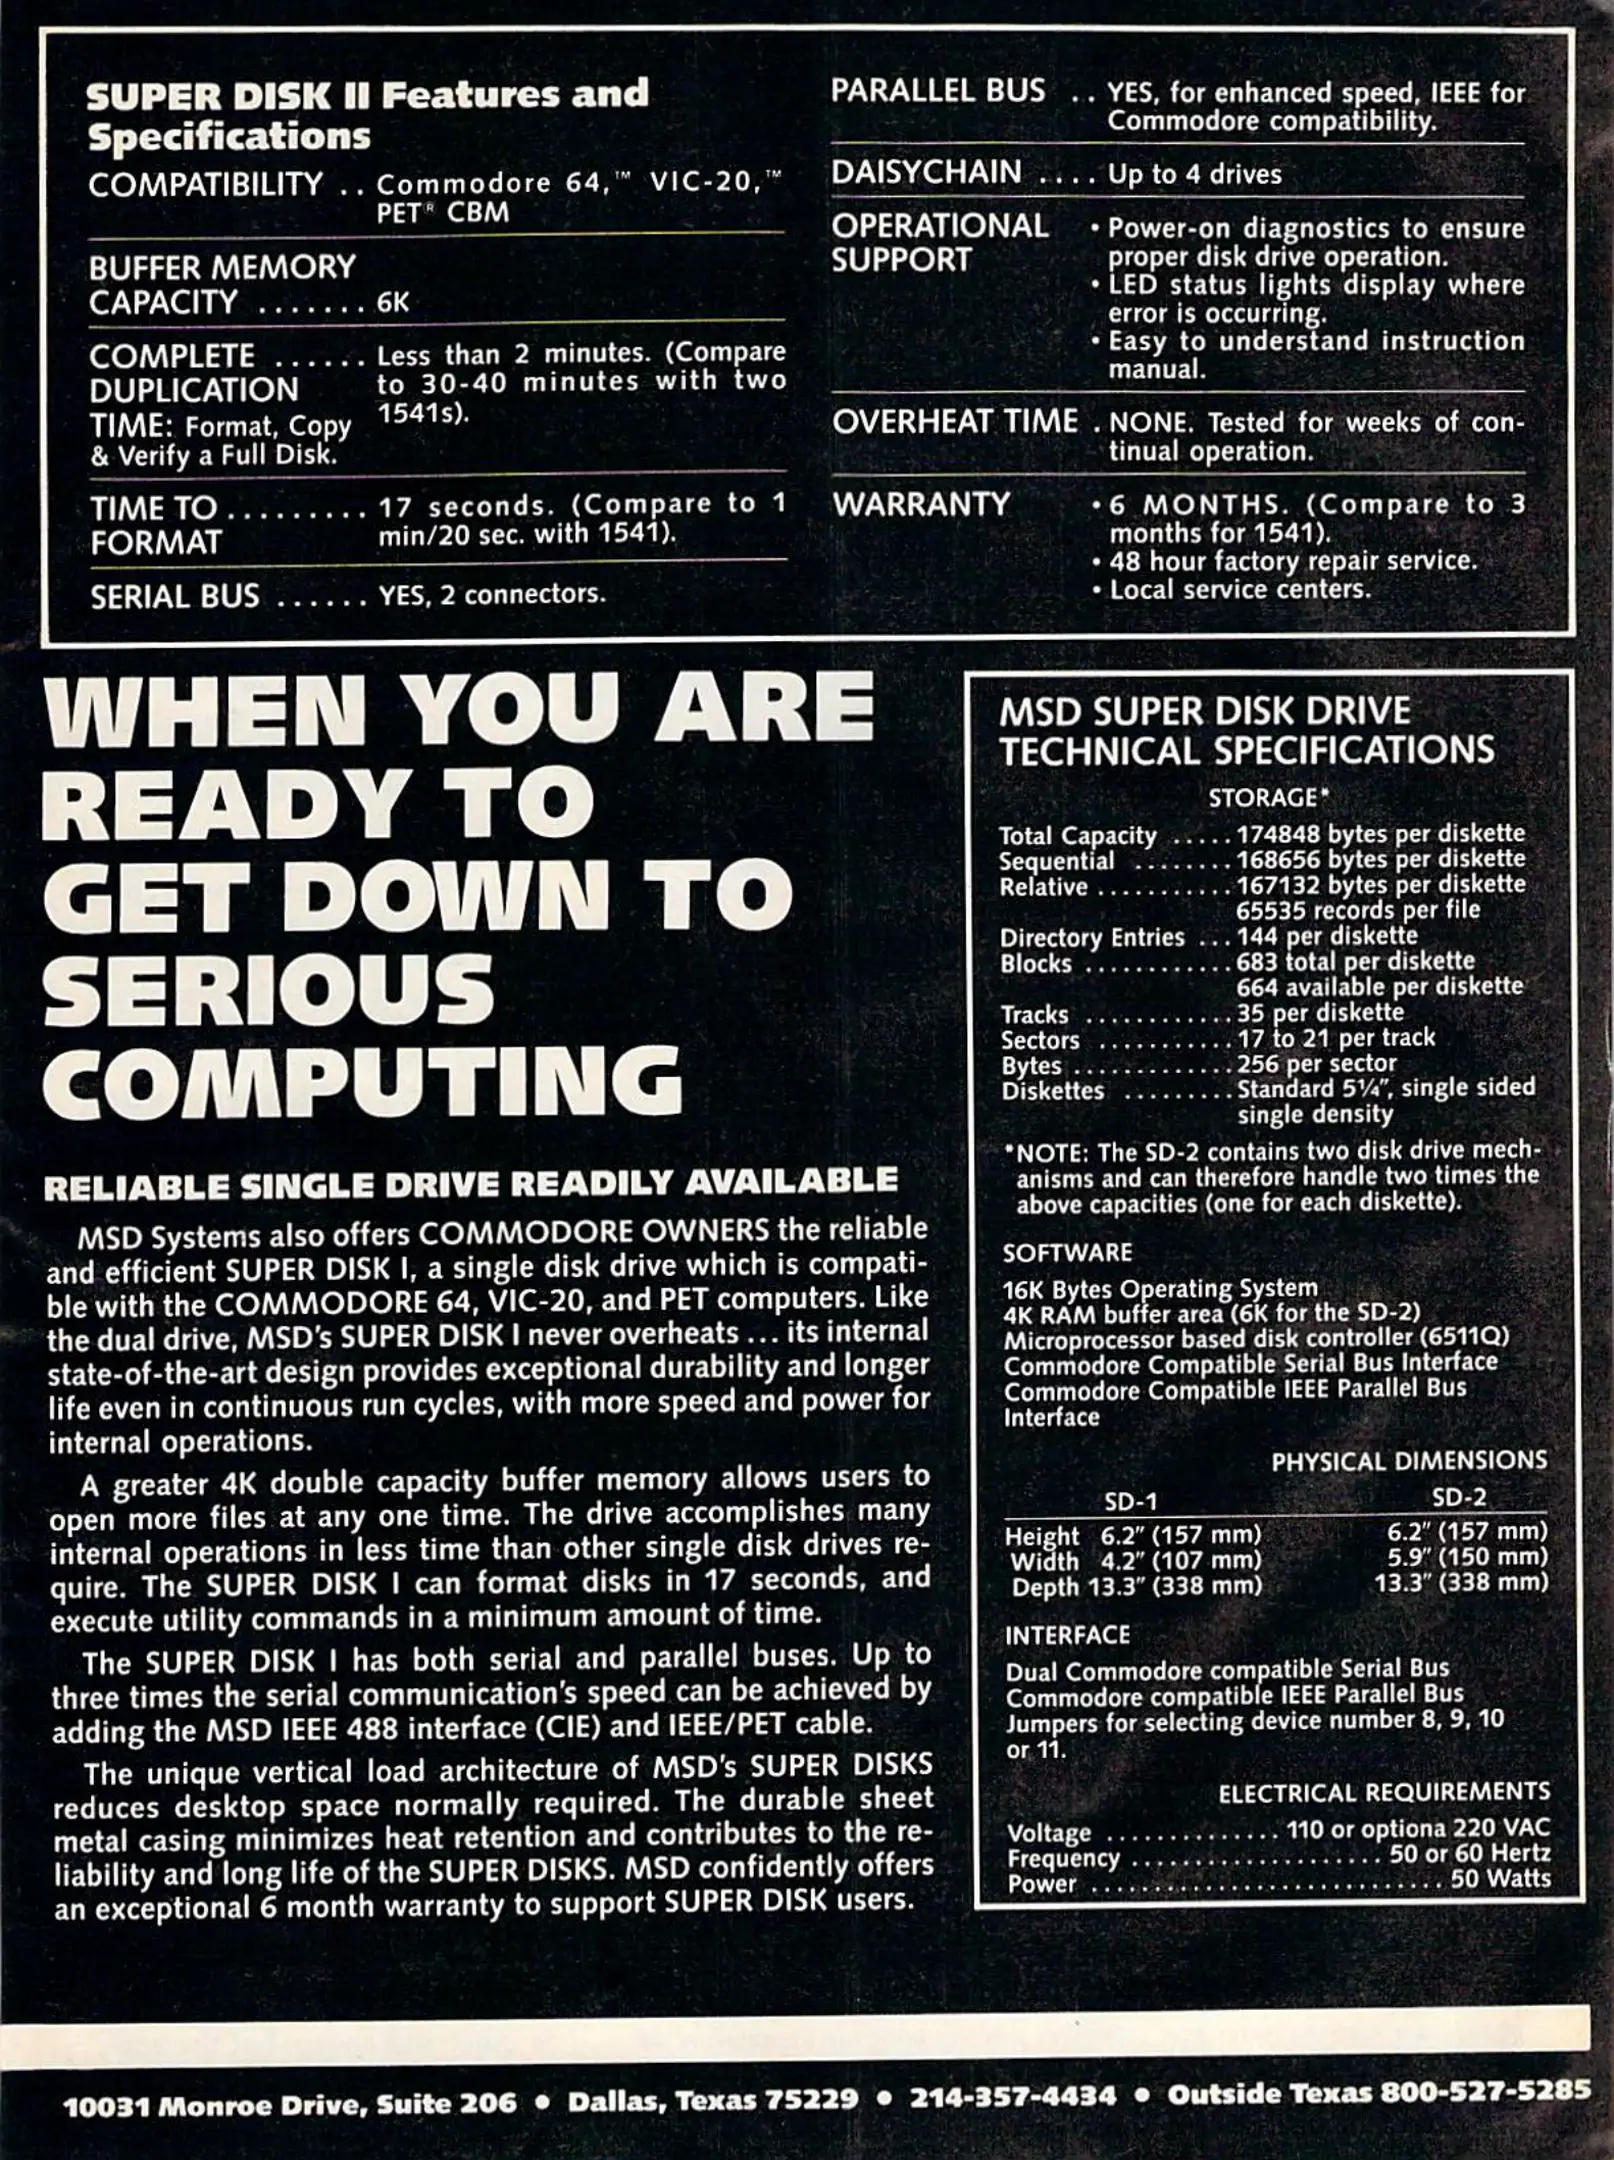 SUPER DISK II Features and
Specifications
COMPATIBILITY .. Commodore 64,™ VIC-20,™
PET® CBM
BUFFER MEMORY
CAPACITY ....... 6K
COMPLETE ...... Less than 2 minutes. (Compare
DUPLICATION to 30-40 minutes with two
TIME: Format, Copy 1541s).
& Verify a Full Disk.
TIME TO ......... 17 seconds. (Compare to 1
FORMAT min/20 sec. with 1541).
SERIAL BUS ...... YES, 2 connectors.
PARALLEL BUS .. YES, for enhanced speed, IEEE for
Commodore compatibility.
DAISYCHAIN .... Up to 4 drives
OPERATIONAL • Power-on diagnostics to ensure
SUPPORT proper disk drive operation.
• LED status lights display where
error is occurring.
• Easy to understand instruction
manual.
OVERHEAT TIME . NONE. Tested for weeks of con-
tinual operation.
WARRANTY • 6 MONTHS. (Compare to 3
months for 1541).
• 48 hour factory repair service.
• Local service centers.
WHEN YOU ARE
READY TO
GET DOWN TO
SERIOUS
COMPUTING
RELIABLE SINGLE DRIVE READILY AVAILABLE
MSD Systems also offers COMMODORE OWNERS the reliable
and efficient SUPER DISK I, a single disk drive which is compati-
ble with the COMMODORE 64, VIC-20, and PET computers. Like
the dual drive, MSD's SUPER DISK I never overheats ... its internal
state-of-the-art design provides exceptional durability and longer
life even in continuous run cycles, with more speed and power for
internal operations.
A greater 4K double capacity buffer memory allows users to
open more files at any one time. The drive accomplishes many
internal operations in less time than other single disk drives re-
quire. The SUPER DISK I can format disks in 17 seconds, and
execute utility commands in a minimum amount of time.
The SUPER DISK I has both serial and parallel buses. Up to
three times the serial communication's speed can be achieved by
adding the MSD IEEE 488 interface (CIE) and IEEE/PET cable.
The unique vertical load architecture of MSD's SUPER DISKS
reduces desktop space normally required. The durable sheet
metal casing minimizes heat retention and contributes to the re-
liability and long life of the SUPER DISKS. MSD confidently offers
an exceptional 6 month warranty to support SUPER DISK users.
MSD SUPER DISK DRIVE
TECHNICAL SPECIFICATIONS
STORAGE*
Total Capacity ..... 174848 bytes per diskette
Sequential ........ 168656 bytes per diskette
Relative ........... 167132 bytes per diskette
65535 records per file
Directory Entries ... 144 per diskette
Blocks ............ 683 total per diskette
664 available per diskette
Tracks ............ 35 per diskette
Sectors ........... 17 to 21 per track
Bytes ............. 256 per sector
Diskettes ......... Standard 5¼", single sided
single density
*NOTE: The SD-2 contains two disk drive mech-
anisms and can therefore handle two times the
above capacities (one for each diskette).
SOFTWARE
16K Bytes Operating System
4K RAM buffer area (6K for the SD-2)
Microprocessor based disk controller (6511Q)
Commodore Compatible Serial Bus Interface
Commodore Compatible IEEE Parallel Bus
Interface
PHYSICAL DIMENSIONS
SD-1 SD-2
Height 6.2" (157 mm) 6.2" (157 mm)
Width 4.2" (107 mm) 5.9" (150 mm)
Depth 13.3" (338 mm) 13.3" (338 mm)
INTERFACE
Dual Commodore compatible Serial Bus
Commodore compatible IEEE Parallel Bus
Jumpers for selecting device number 8, 9, 10
or 11.
ELECTRICAL REQUIREMENTS
Voltage .............. 110 or optiona 220 VAC
Frequency ..................... 50 or 60 Hertz
Power ............................. 50 Watts
10031 Monroe Drive, Suite 206 • Dallas, Texas 75229 • 214-357-4434 • Outside Texas 800-527-5285